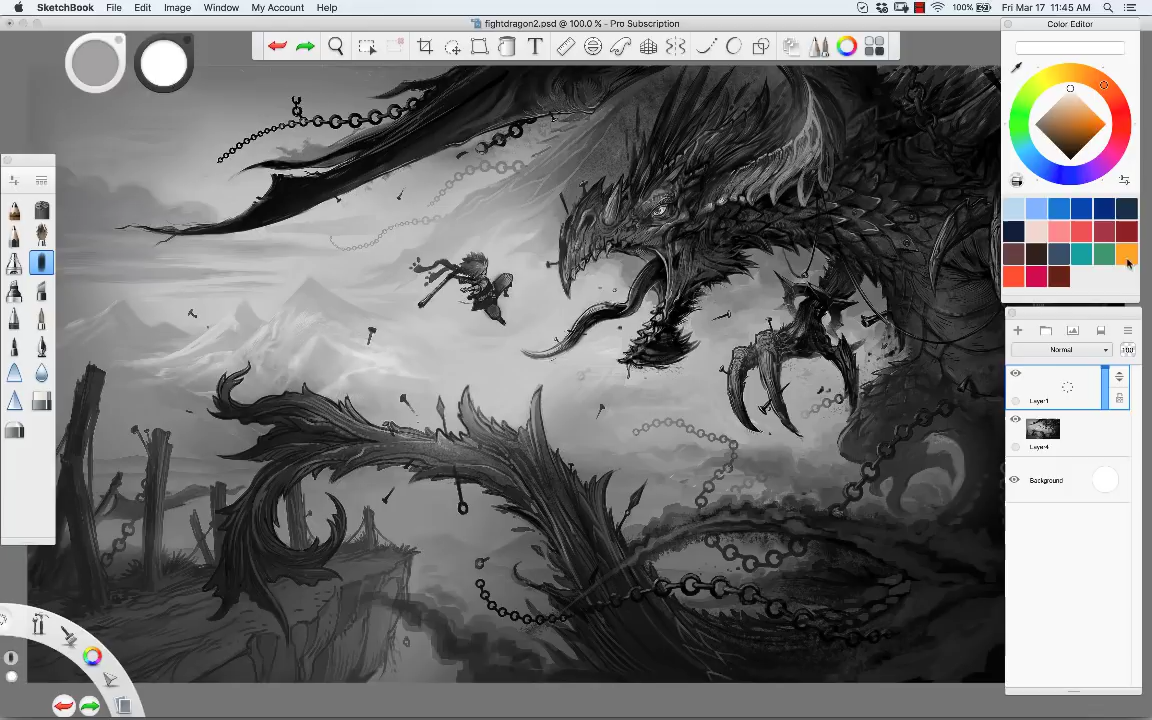 SketchBook File Edit Image Window My Account Help
100% Fri Mar 17 11:45 AM
fightdragon2.psd @ 100.0 % - Pro Subscription
T
Color Editor
Normal 100
Layer1
Layer4
Background